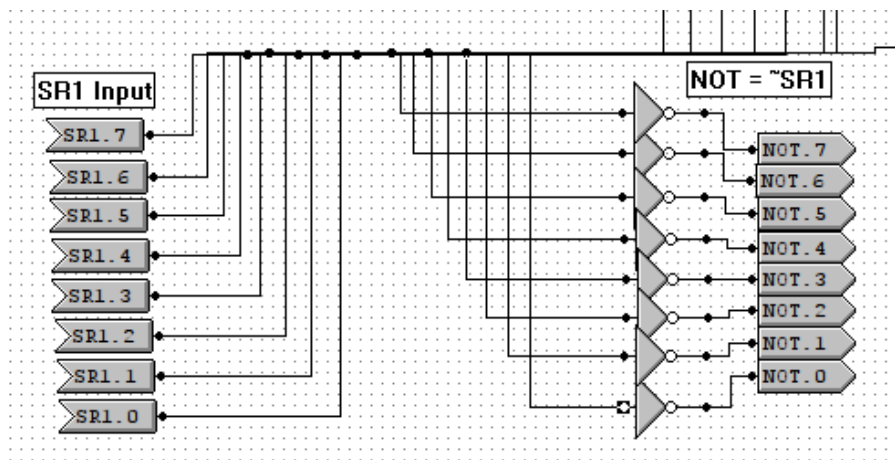 SR1 Input
SR1.7
SR1.6
SR1.5
SR1.4
SR1.3
SR1.2
SR1.1
SR1.0
NOT = ~SR1
NOT.7
NOT.6
NOT.5
NOT.4
NOT.3
NOT.2
NOT.1
NOT.0